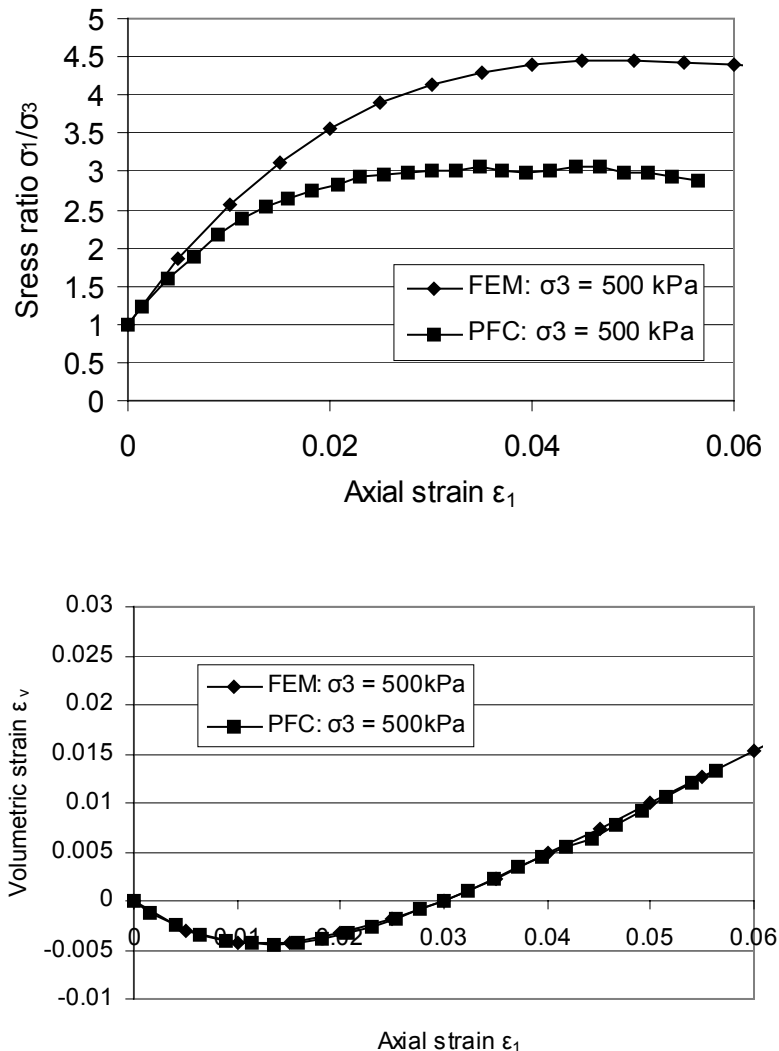 5
4.5
4
3.5
3
2.5
2
1.5
1
0.5
0
Sress ratio σ1/σ3
FEM: σ3 = 500 kPa
PFC: σ3 = 500 kPa
0 0.02 0.04 0.06
Axial strain ε1
0.03
0.025
0.02
0.015
0.01
0.005
0
-0.005
-0.01
Volumetric strain εv
FEM: σ3 = 500kPa
PFC: σ3 = 500kPa
0 0.01 0.02 0.03 0.04 0.05 0.06
Axial strain ε1